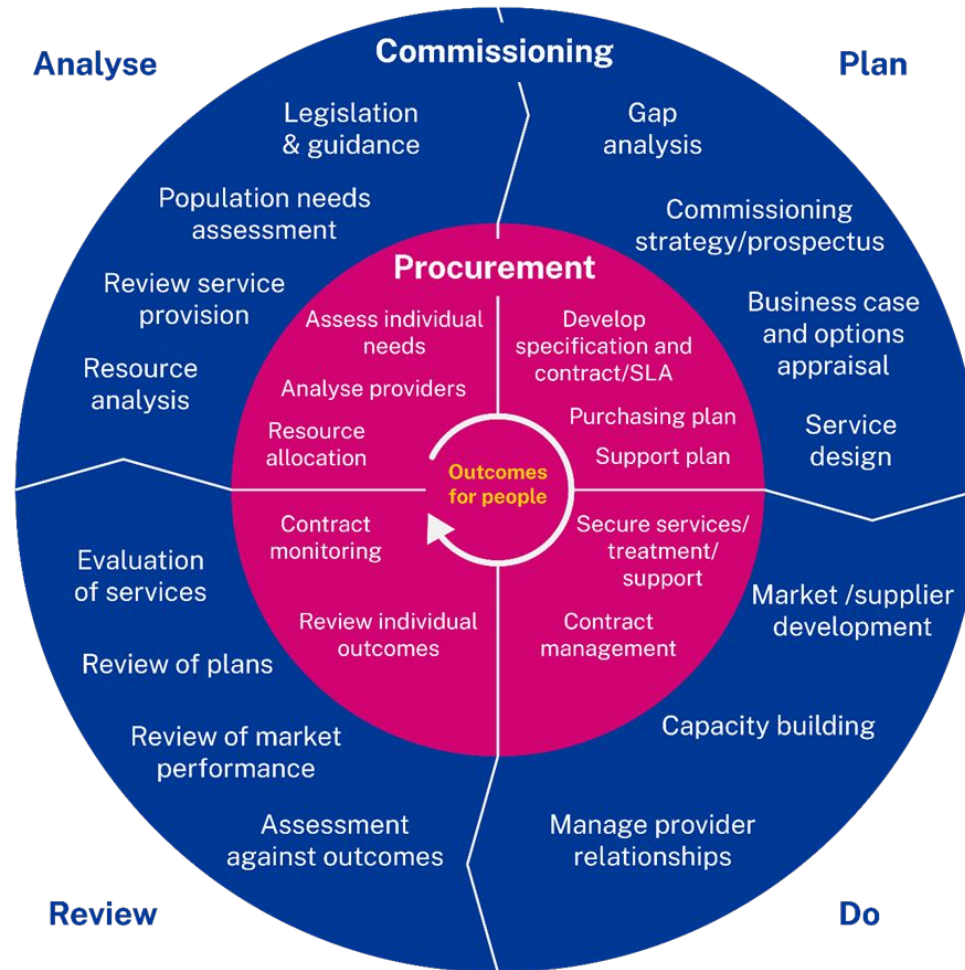 Analyse
Commissioning
Plan
Legislation
& guidance
Population needs
assessment
Review service
provision
Resource
analysis
Gap
analysis
Commissioning
strategy/prospectus
Business case
and options
appraisal
Service
design
Procurement
Assess individual
needs
Analyse providers
Resource
allocation
Develop
specification and
contract/SLA
Purchasing plan
Support plan
Outcomes
for people
Contract
monitoring
Review individual
outcomes
Secure services/
treatment/
support
Contract
management
Evaluation
of services
Review of plans
Review of market
performance
Assessment
against outcomes
Market /supplier
development
Capacity building
Manage provider
relationships
Review
Do